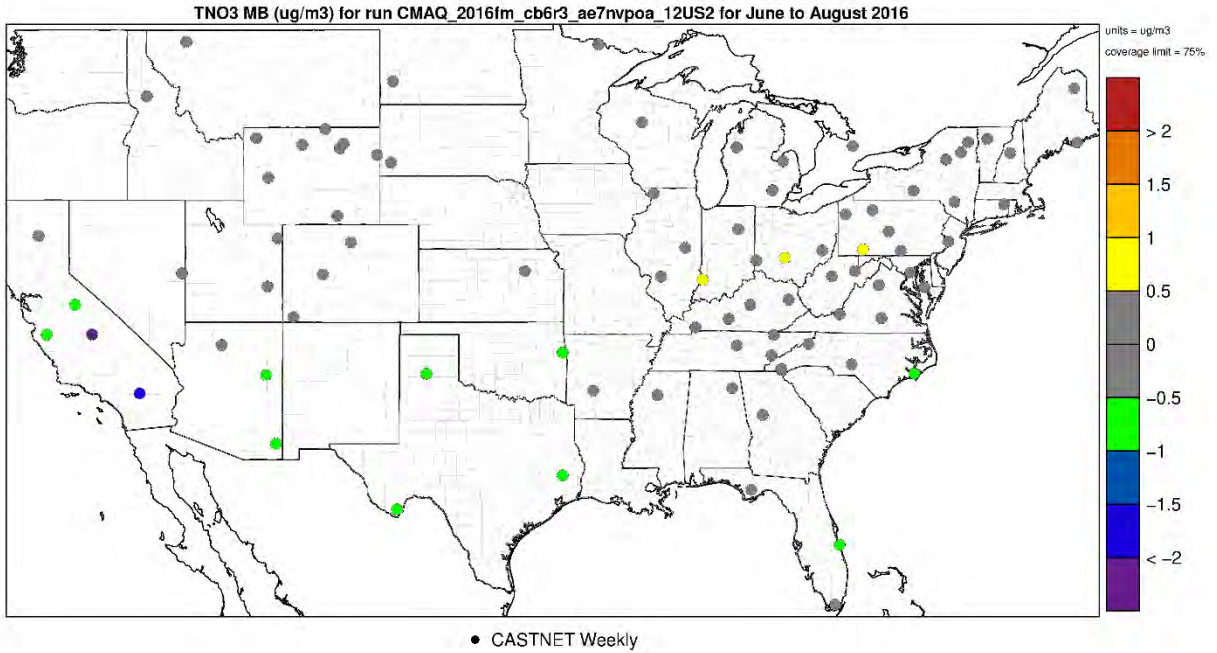 TNO3 MB (ug/m3) for run CMAQ_2016fm_cb6r3_ae7nvpoa_12US2 for June to August 2016
units = ug/m3
coverage limit = 75%
> 2
1.5
1
0.5
0
−0.5
−1
−1.5
< −2
CASTNET Weekly